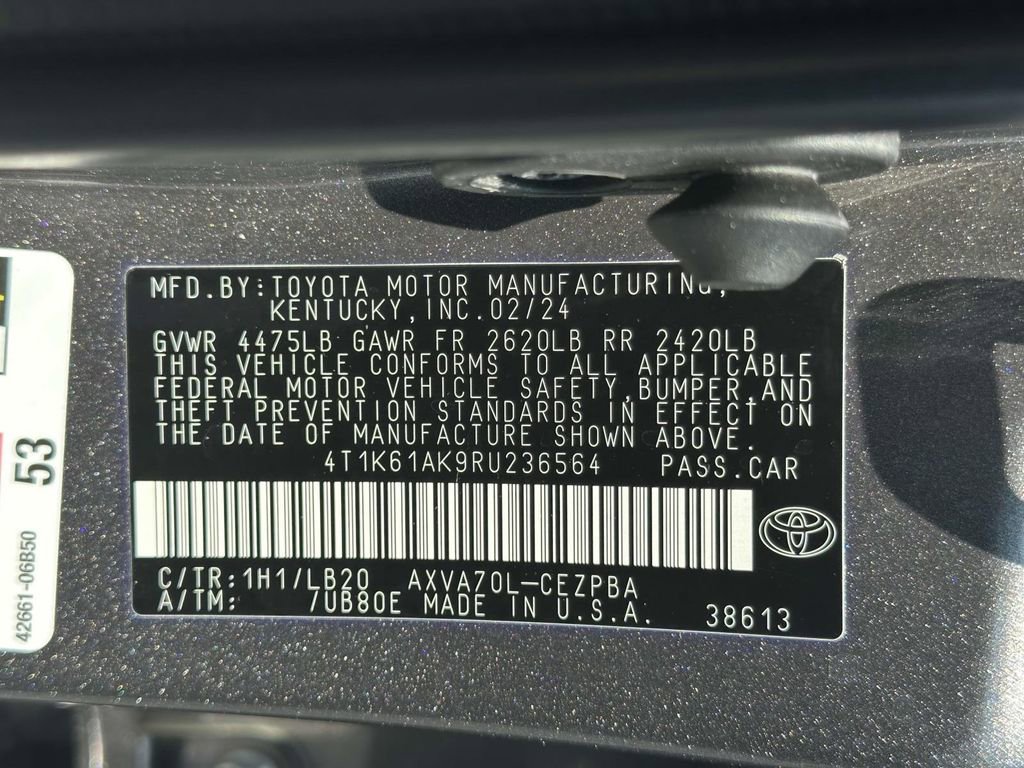 MFD.BY:TOYOTA MOTOR MANUFACTURING,
KENTUCKY, INC. 02/24
GVWR 4475LB GAWR FR 2620LB RR 2420LB
THIS VEHICLE CONFORMS TO ALL APPLICABLE
FEDERAL MOTOR VEHICLE SAFETY, BUMPER, AND
THEFT PREVENTION STANDARDS IN EFFECT ON
THE DATE OF MANUFACTURE SHOWN ABOVE.
4T1K61AK9RU236564 PASS.CAR
C/TR:1H1/LB20 AXVA70L-CEZPBA
A/TM: /UB80E MADE IN U.S.A. 38613
53
42661-06B50